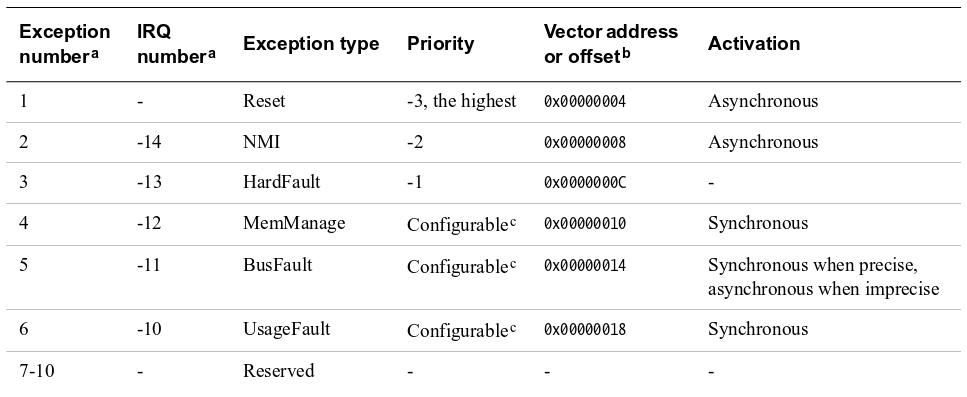 Exception number a IRQ number a Exception type Priority Vector address or offset b Activation
1 - Reset -3, the highest 0x00000004 Asynchronous
2 -14 NMI -2 0x00000008 Asynchronous
3 -13 HardFault -1 0x0000000C -
4 -12 MemManage Configurable c 0x00000010 Synchronous
5 -11 BusFault Configurable c 0x00000014 Synchronous when precise,
asynchronous when imprecise
6 -10 UsageFault Configurable c 0x00000018 Synchronous
7-10 - Reserved - - -